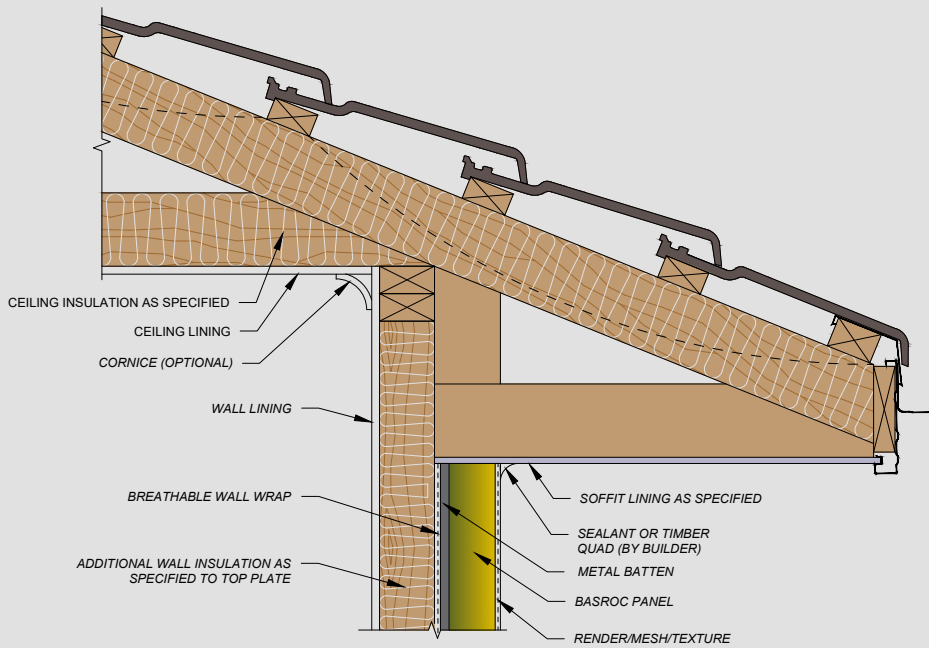 CEILING INSULATION AS SPECIFIED
CEILING LINING
CORNICE (OPTIONAL)
WALL LINING
BREATHABLE WALL WRAP
ADDITIONAL WALL INSULATION AS
SPECIFIED TO TOP PLATE
SOFFIT LINING AS SPECIFIED
SEALANT OR TIMBER
QUAD (BY BUILDER)
METAL BATTEN
BASROC PANEL
RENDER/MESH/TEXTURE